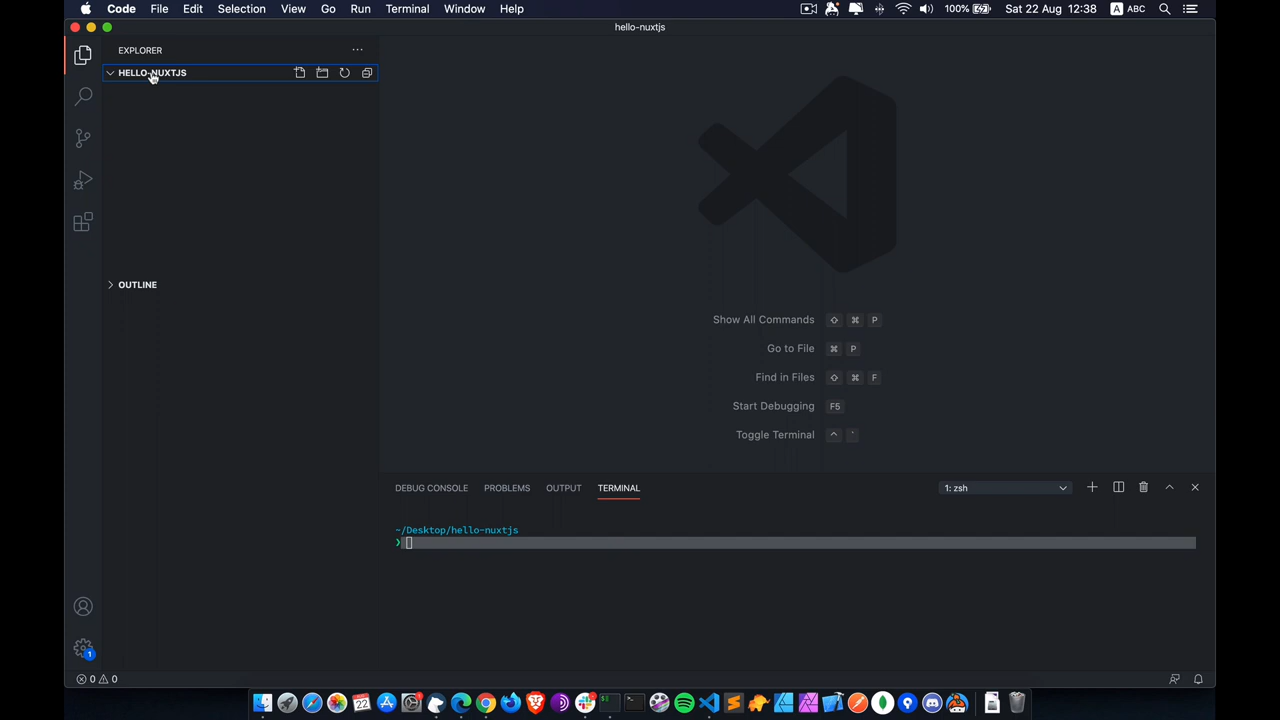 Code File Edit Selection View Go Run Terminal Window Help 100% Sat 22 Aug 12:38 A ABC
hello-nuxtjs
EXPLORER
HELLO-NUXTJS
OUTLINE
Show All Commands ⇧ ⌘ P
Go to File ⌘ P
Find in Files ⇧ ⌘ F
Start Debugging F5
Toggle Terminal ^ `
DEBUG CONSOLE PROBLEMS OUTPUT TERMINAL 1: zsh
~/Desktop/hello-nuxtjs
❯
1
0 0
22